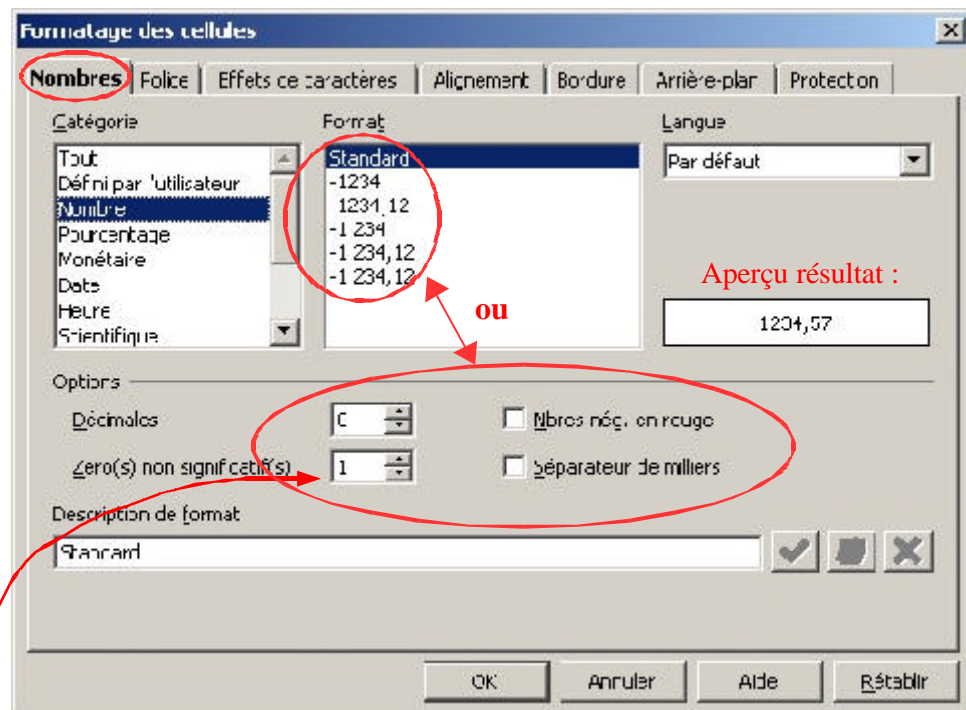 Formatage des cellules
Nombres Police Effets de caractères Alignement Bordure Arrière-plan Protection
Catégorie Format Langue
Tout
Défini par l'utilisateur
Nombre
Pourcentage
Monétaire
Date
Heure
Scientifique
Standard
-1234
-1234,12
-1 234
-1 234,12
-1 234,12
Par défaut
Aperçu résultat :
1234,57
ou
Options
Décimales 0 Nbres nég. en rouge
Zéro(s) non significatif(s) 1 Séparateur de milliers
Description de format
Standard
OK Annuler Aide Rétablir